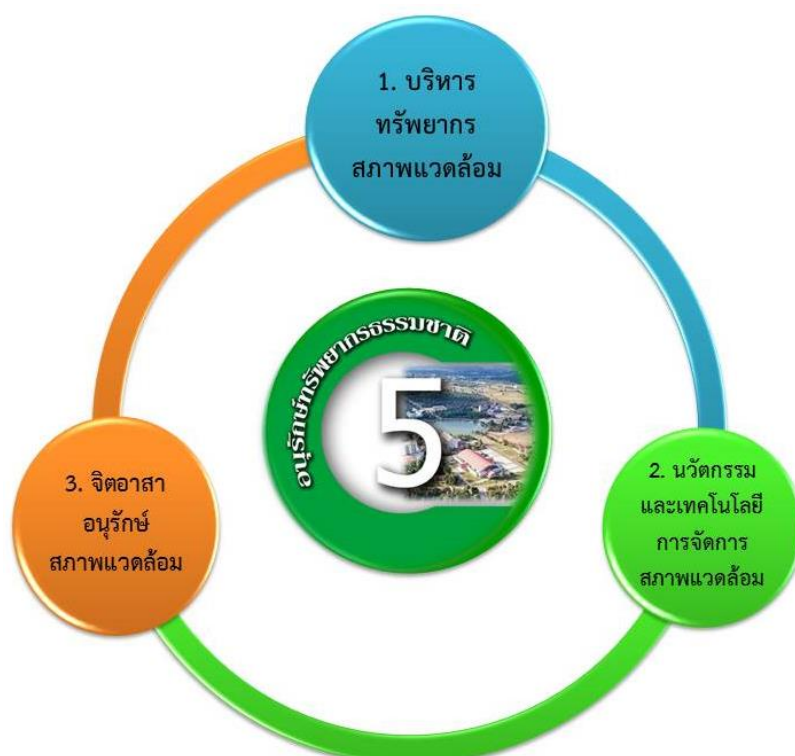 1. บริหาร
ทรัพยากร
สภาพแวดล้อม
อนุรักษ์ทรัพยากรธรรมชาติ
5
2. นวัตกรรม
และเทคโนโลยี
การจัดการ
สภาพแวดล้อม
3. จิตอาสา
อนุรักษ์
สภาพแวดล้อม